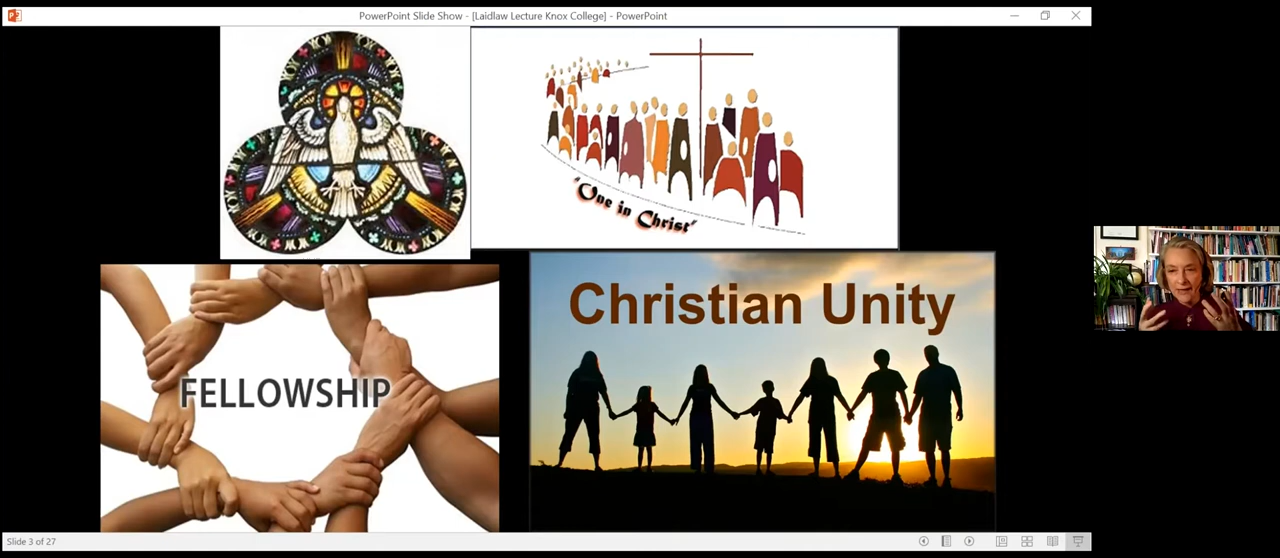 PowerPoint Slide Show - [Laidlaw Lecture Knox College] - PowerPoint
"One in Christ"
FELLOWSHIP
Christian Unity
Slide 3 of 27